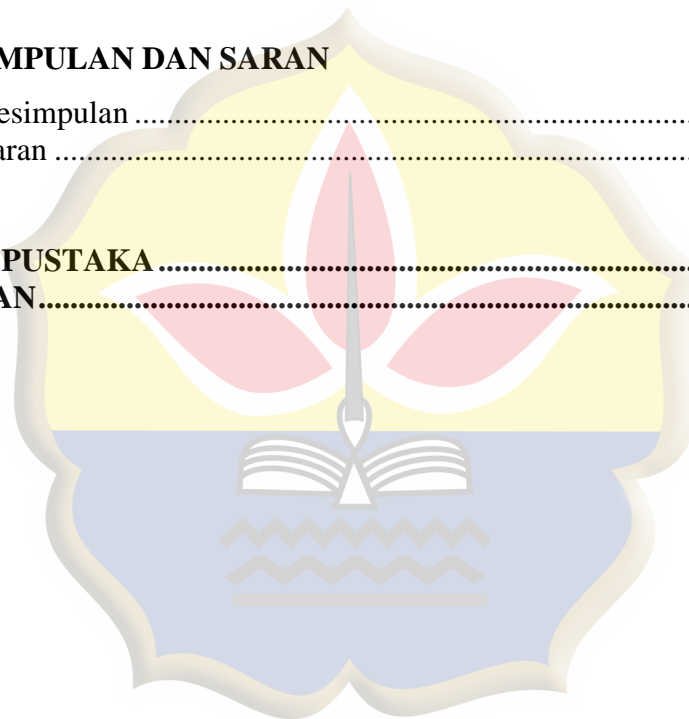 MPULAN DAN SARAN
esimpulan ................................................................................
aran ................................................................................
PUSTAKA ................................................................................
AN................................................................................